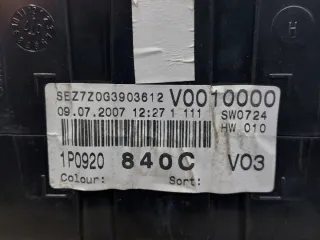 SEZ7Z0G3903612 V0010000
09.07.2007 12:27 1 111 SW0724
HW 010
1P0920 840C V03
Colour: Sort:
H